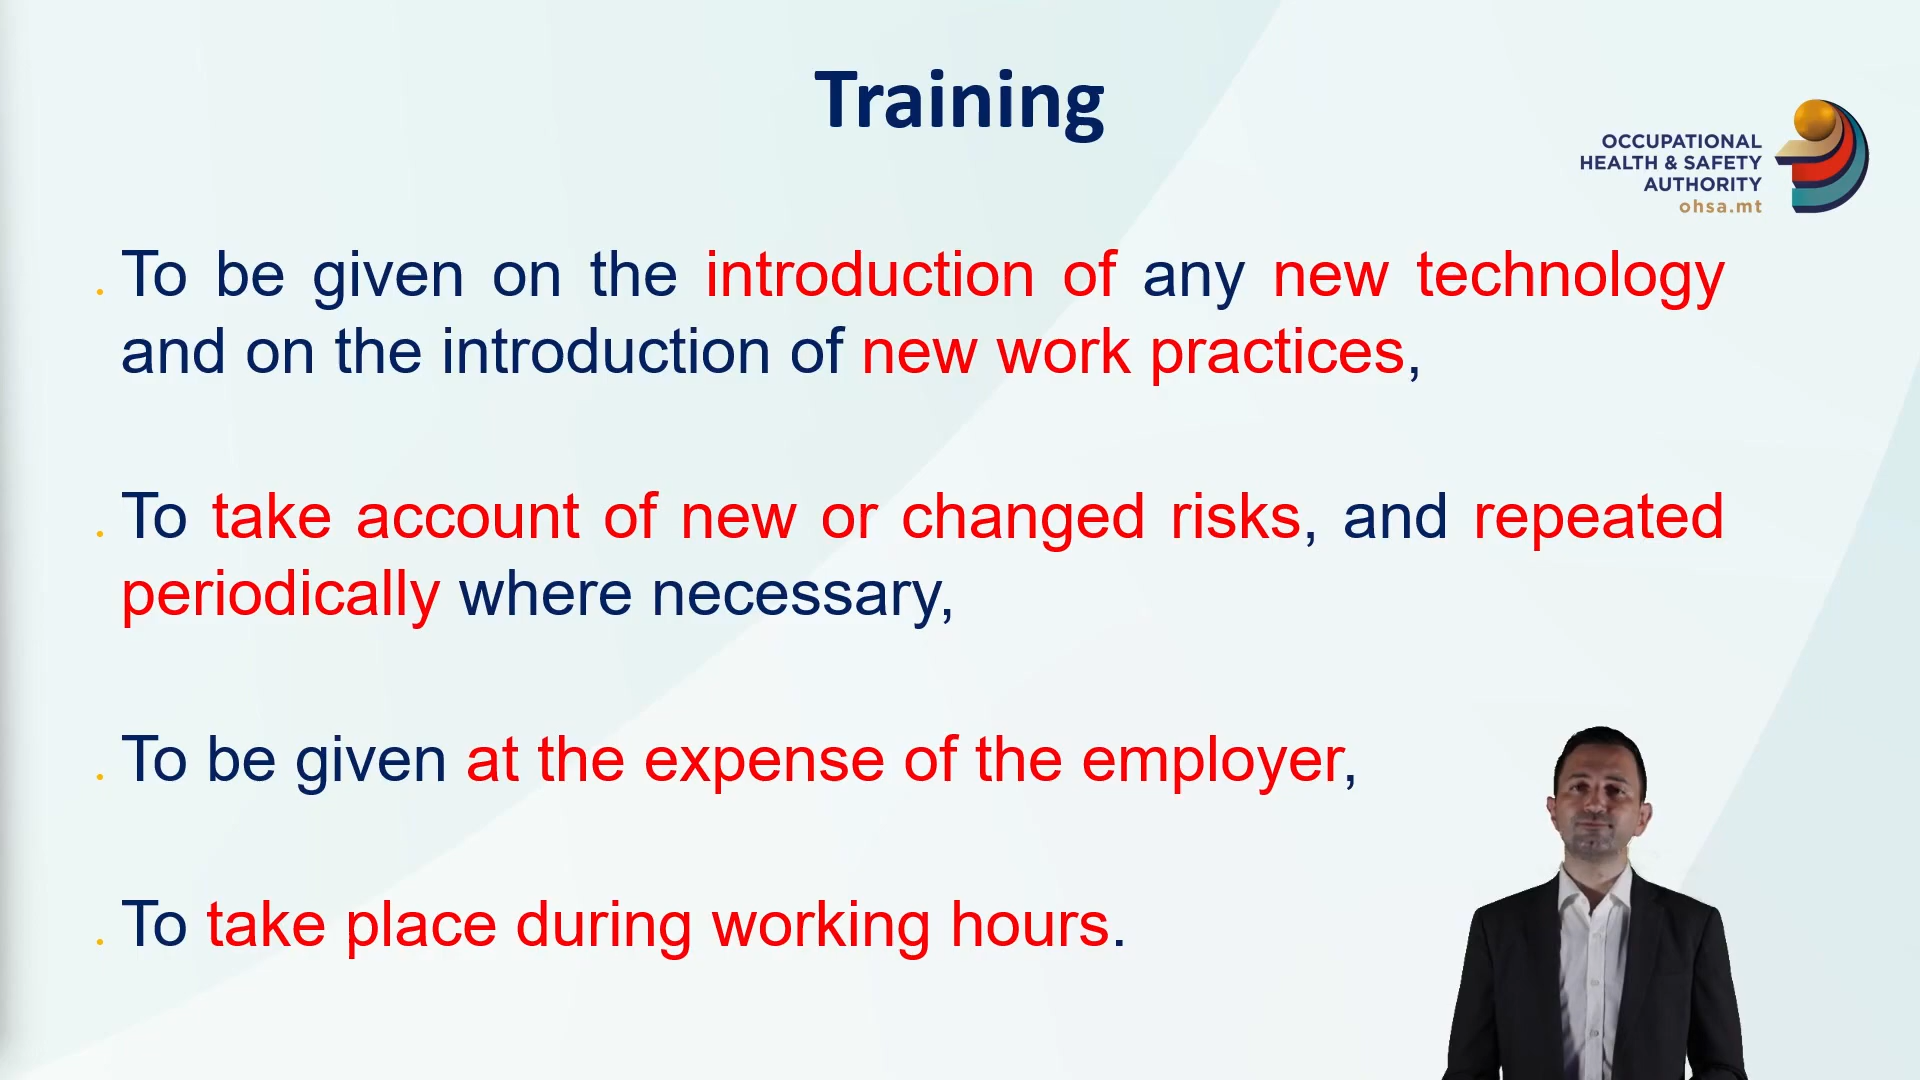 Training
OCCUPATIONAL
HEALTH & SAFETY
AUTHORITY
ohsa.mt
To be given on the introduction of any new technology
and on the introduction of new work practices,
To take account of new or changed risks, and repeated
periodically where necessary,
To be given at the expense of the employer,
To take place during working hours.